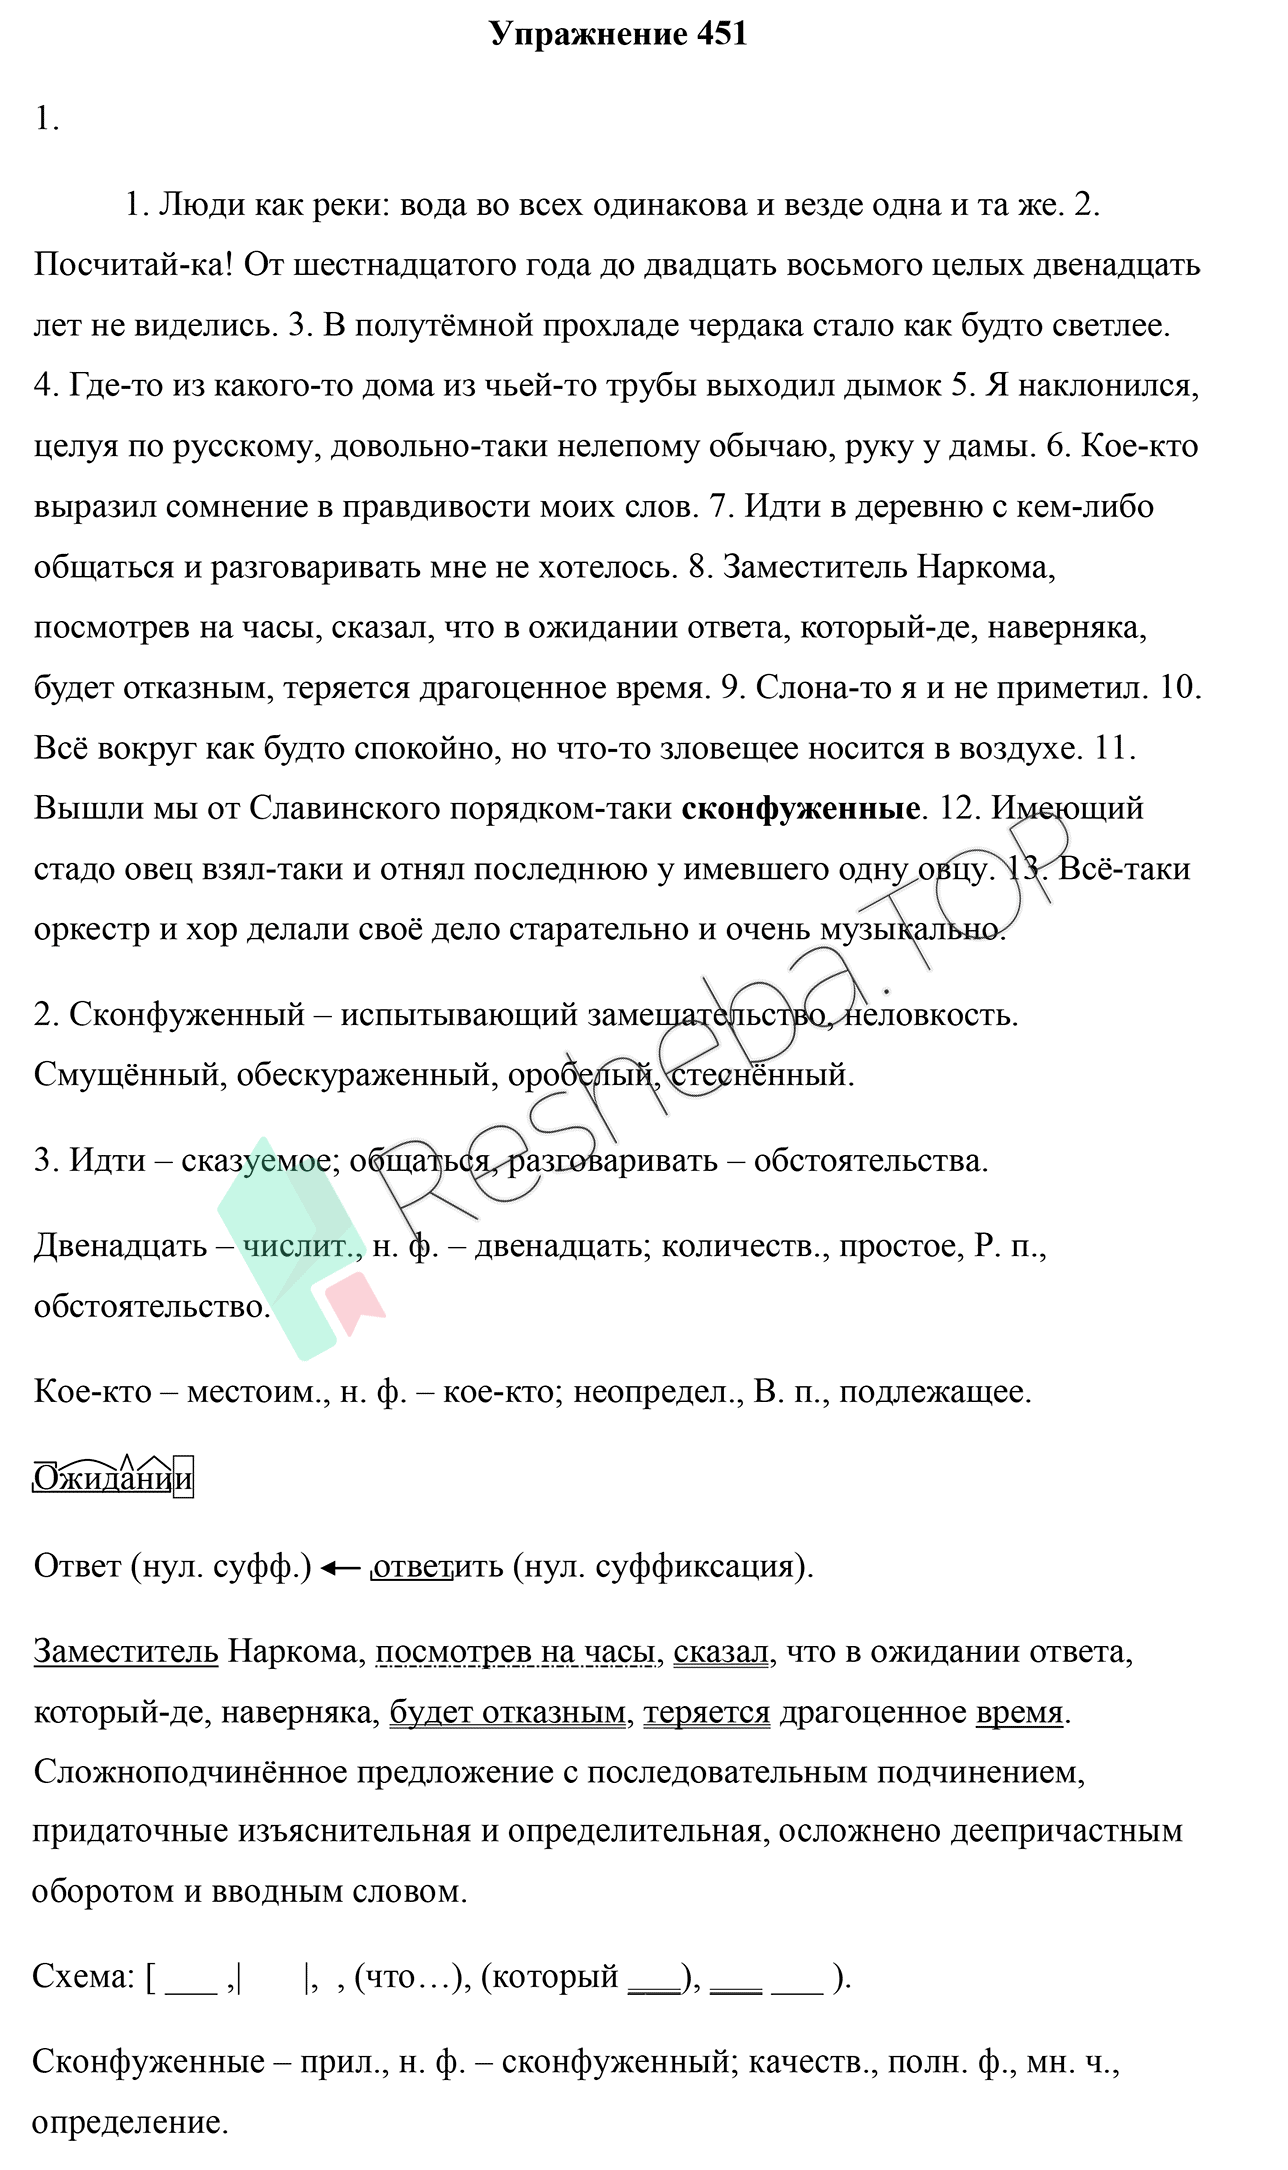 Упражнение 451
1.
1. Люди как реки: вода во всех одинакова и везде одна и та же. 2.
Посчитай-ка! От шестнадцатого года до двадцать восьмого целых двенадцать
лет не виделись. 3. В полутёмной прохладе чердака стало как будто светлее.
4. Где-то из какого-то дома из чьей-то трубы выходил дымок 5. Я наклонился,
целуя по русскому, довольно-таки нелепому обычаю, руку у дамы. 6. Кое-кто
выразил сомнение в правдивости моих слов. 7. Идти в деревню с кем-либо
общаться и разговаривать мне не хотелось. 8. Заместитель Наркома,
посмотрев на часы, сказал, что в ожидании ответа, который-де, наверняка,
будет отказным, теряется драгоценное время. 9. Слона-то я и не приметил. 10.
Всё вокруг как будто спокойно, но что-то зловещее носится в воздухе. 11.
Вышли мы от Славинского порядком-таки сконфуженные. 12. Имеющий
стадо овец взял-таки и отнял последнюю у имевшего одну овцу. 13. Всё-таки
оркестр и хор делали своё дело старательно и очень музыкально.
2. Сконфуженный – испытывающий замешательство, неловкость.
Смущённый, обескураженный, оробелый, стеснённый.
3. Идти – сказуемое; общаться, разговаривать – обстоятельства.
Двенадцать – числит., н. ф. – двенадцать; количеств., простое, Р. п.,
обстоятельство.
Кое-кто – местоим., н. ф. – кое-кто; неопредел., В. п., подлежащее.
Ожидании
Ответ (нул. суфф.) ← ответить (нул. суффиксация).
Заместитель Наркома, посмотрев на часы, сказал, что в ожидании ответа,
который-де, наверняка, будет отказным, теряется драгоценное время.
Сложноподчинённое предложение с последовательным подчинением,
придаточные изъяснительная и определительная, осложнено деепричастным
оборотом и вводным словом.
Схема: [ ___ ,| |, , (что…), (который ___), ___ ___ ).
Сконфуженные – прил., н. ф. – сконфуженный; качеств., полн. ф., мн. ч.,
определение.
Resheba.TOP